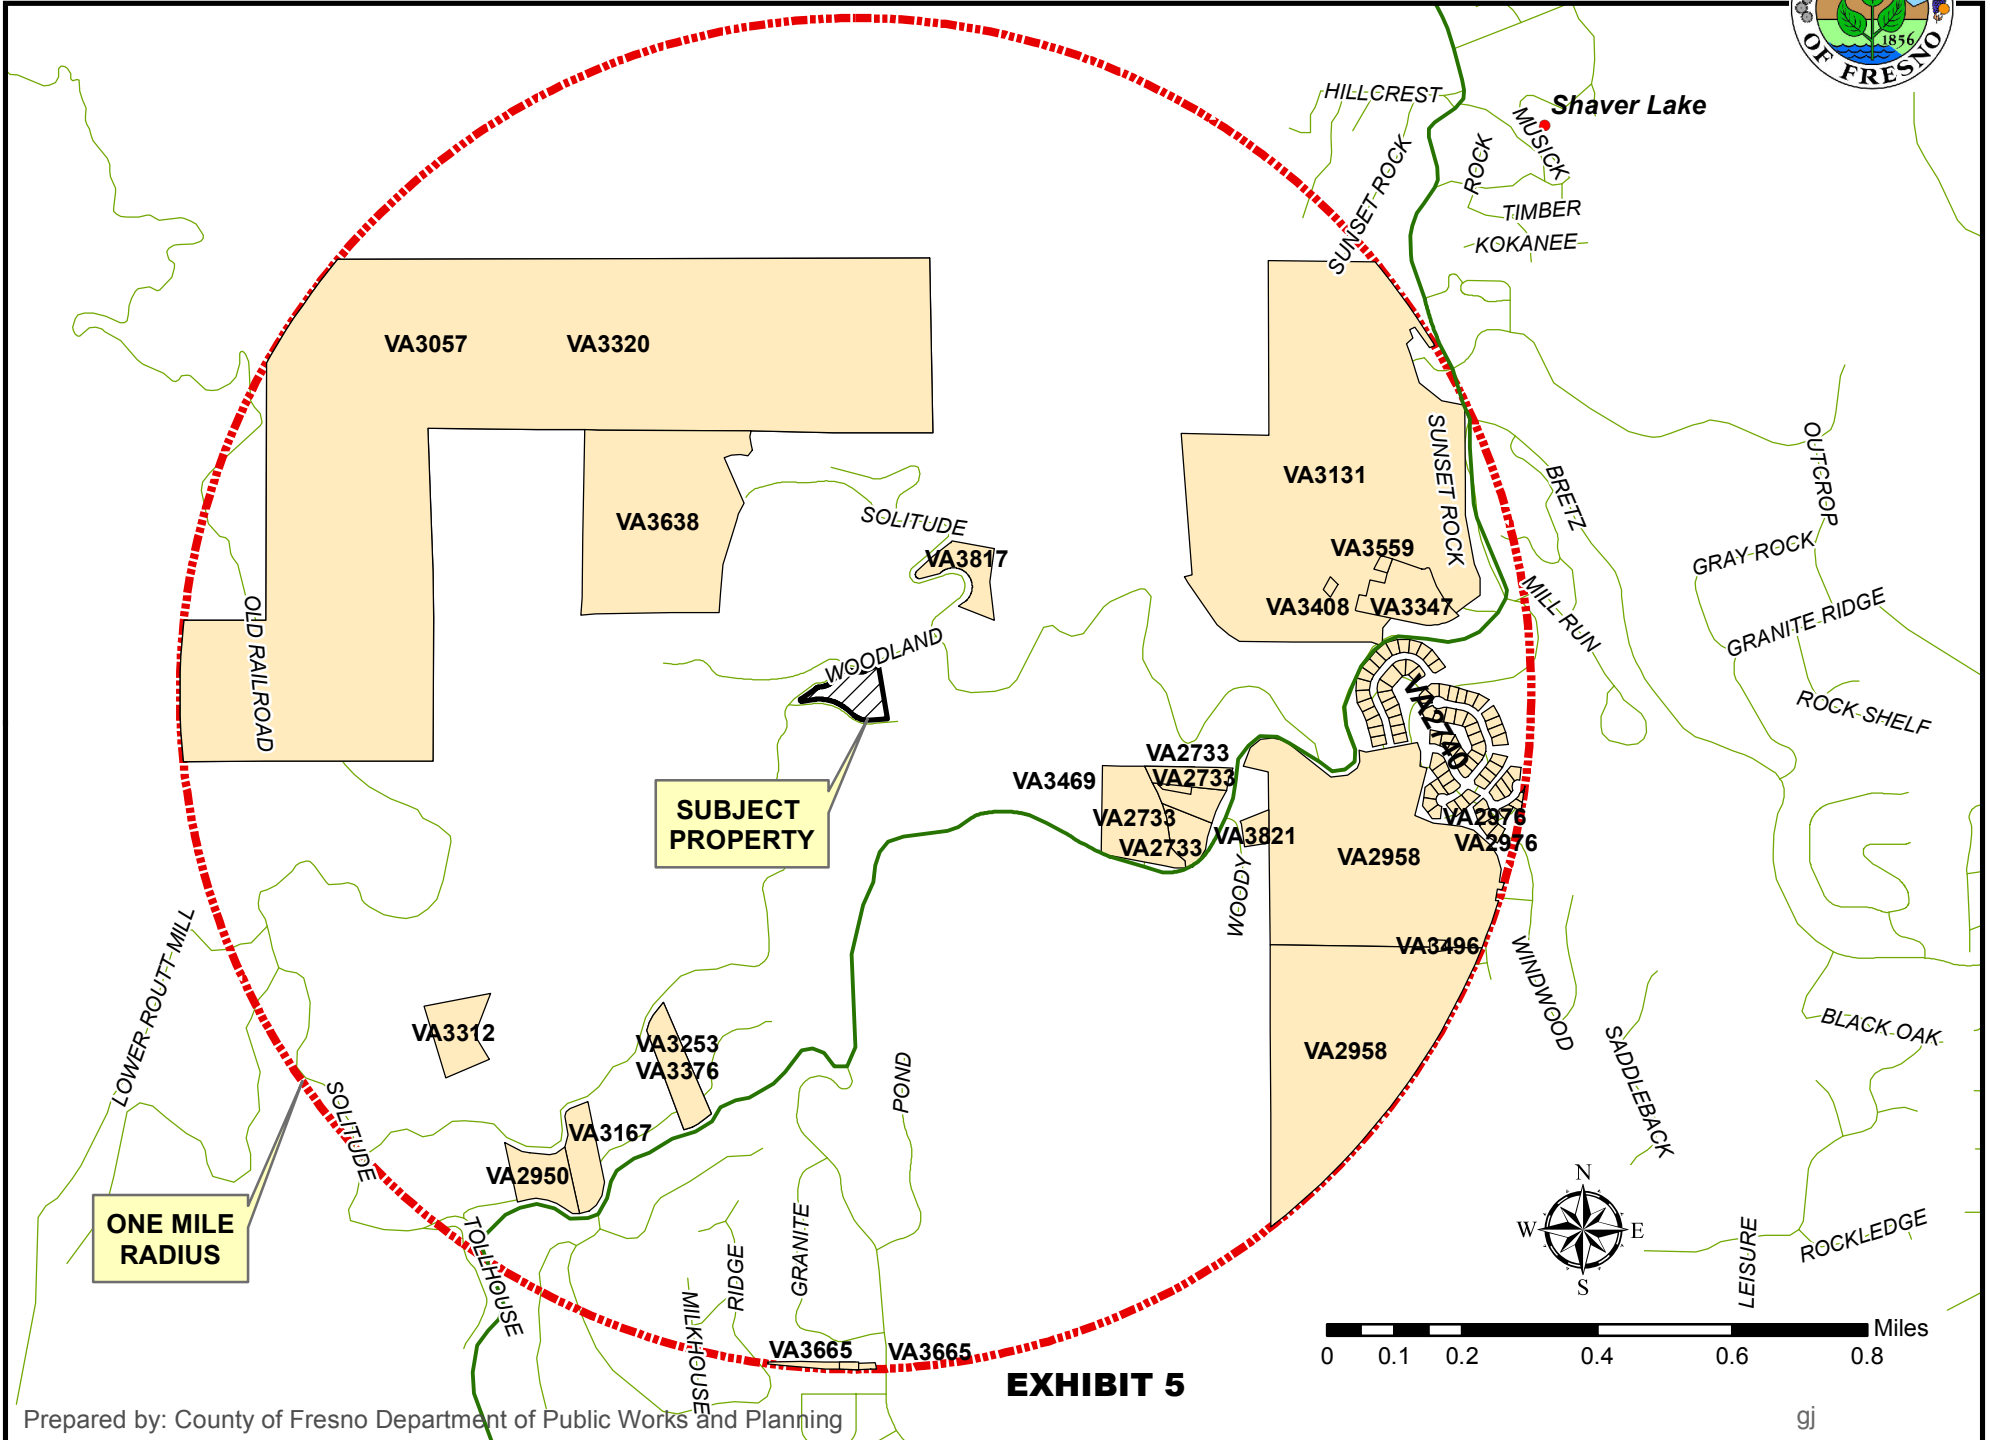 1856
OF FRESNO
HILLCREST
Shaver Lake
MUSICK
SUNSET ROCK
ROCK
TIMBER
KOKANEE
VA3057
VA3320
VA3131
SUNSET ROCK
OUTCROP
BRETZ
VA3638
SOLITUDE
VA3817
VA3559
GRAY ROCK
VA3408
VA3347
MILL RUN
GRANITE RIDGE
OLD RAILROAD
WOODLAND
VA2740
ROCK SHELF
SUBJECT
PROPERTY
VA2733
VA3469
VA2733
VA2733
VA2733
VA3821
VA2976
VA2976
VA2958
WOODY
VA3496
WINDWOOD
LOWER ROUTT MILL
VA3312
VA3253
VA3376
VA2958
BLACK OAK
SADDLEBACK
POND
SOLITUDE
VA3167
VA2950
ONE MILE
RADIUS
TOLLHOUSE
RIDGE
GRANITE
MILKHOUSE
N
W
E
S
LEISURE
ROCKLEDGE
VA3665
VA3665
Miles
0 0.1 0.2 0.4 0.6 0.8
EXHIBIT 5
Prepared by: County of Fresno Department of Public Works and Planning
gj